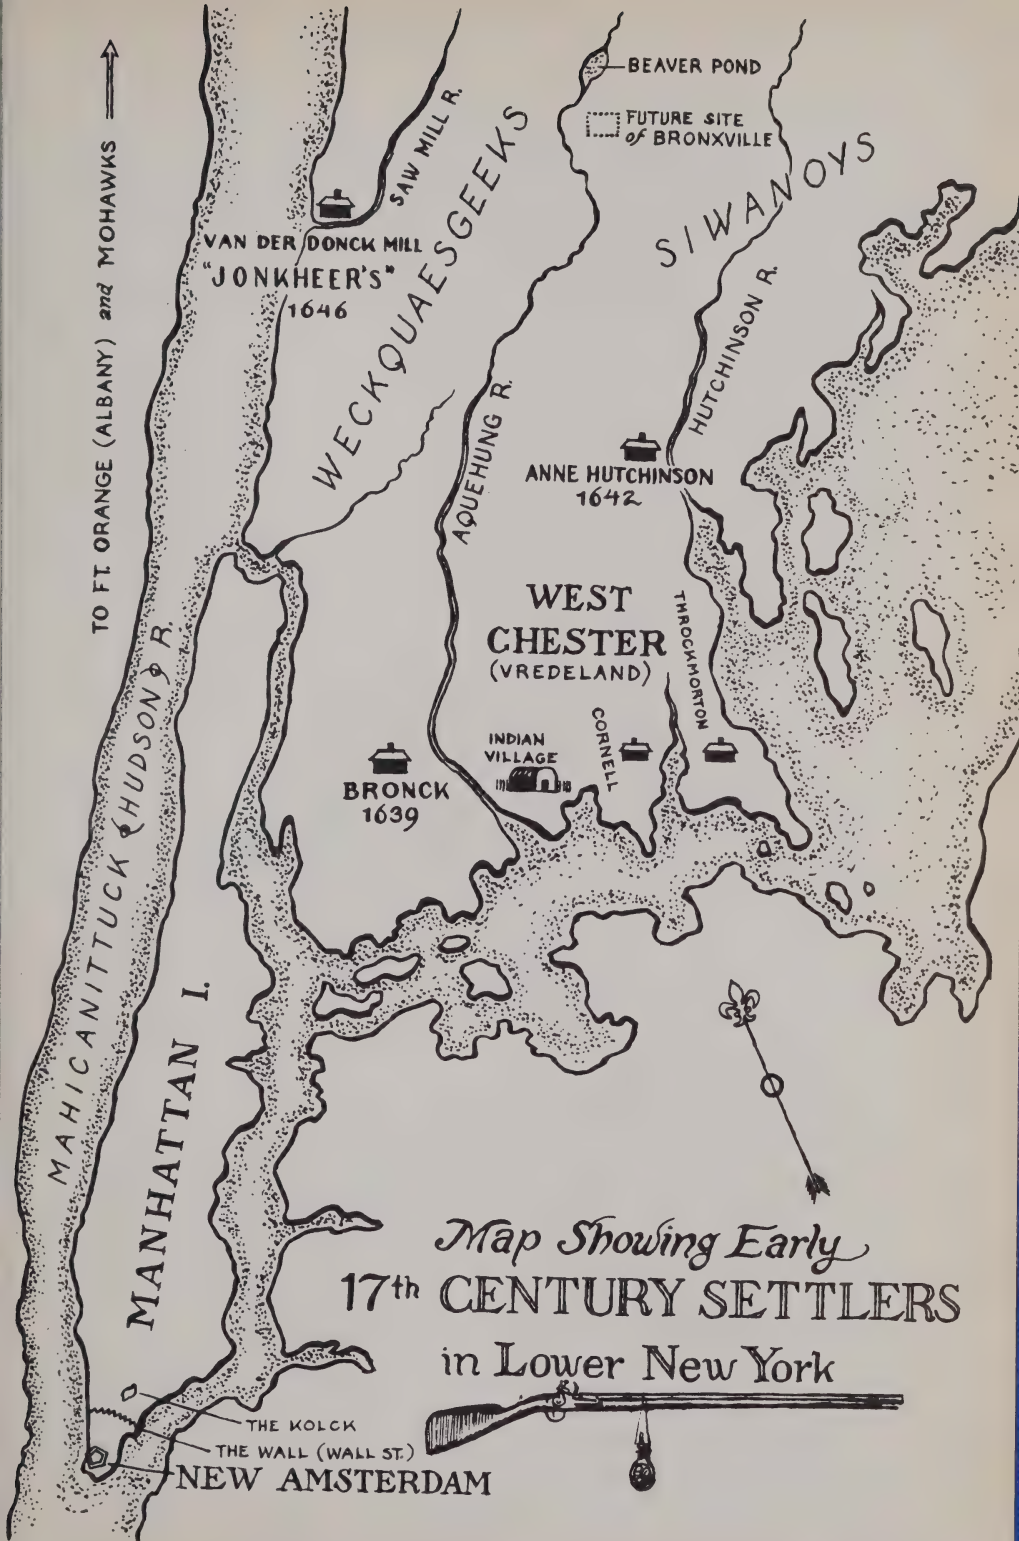 BEAVER POND
FUTURE SITE
of BRONXVILLE
SAW MILL R.
WECKQUAESGEEKS
SIWANOYS
TO FT. ORANGE (ALBANY) and MOHAWKS
VAN DER DONCK MILL
"JONKHEER'S"
1646
HUTCHINSON R.
AQUEHUNG R.
ANNE HUTCHINSON
1642
WEST
CHESTER
(VREDELAND)
THROCKMORTON
CORNELL
INDIAN
VILLAGE
BRONCK
1639
MAHICANITTUCK (HUDSON) R.
MANHATTAN I.
Map Showing Early
17th CENTURY SETTLERS
in Lower New York
THE KOLCK
THE WALL (WALL ST.)
NEW AMSTERDAM